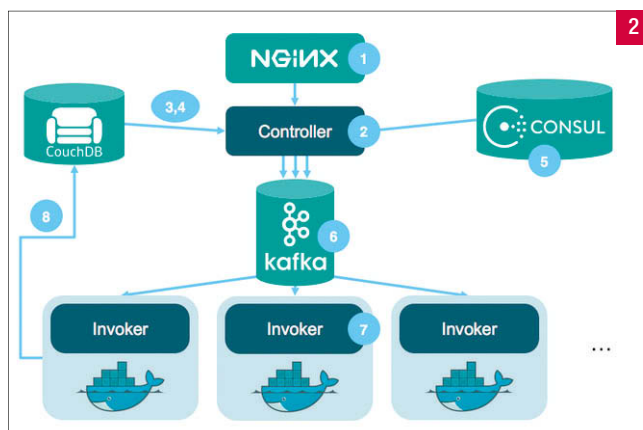 2
NGINX 1
3,4
Controller 2
CouchDB
CONSUL
5
8
6
kafka
Invoker
Invoker 7
Invoker
...